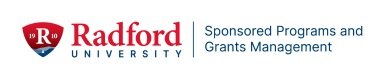 19 R 10
Radford
UNIVERSITY
Sponsored Programs and
Grants Management